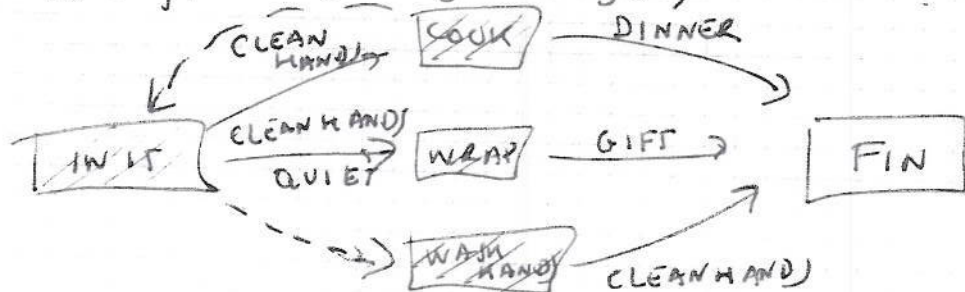 CLEAN
HANDS
COOK
DINNER
INIT
CLEAN HANDS
QUIET
WRAP
GIFT
FIN
WASH
HANDS
CLEAN HANDS